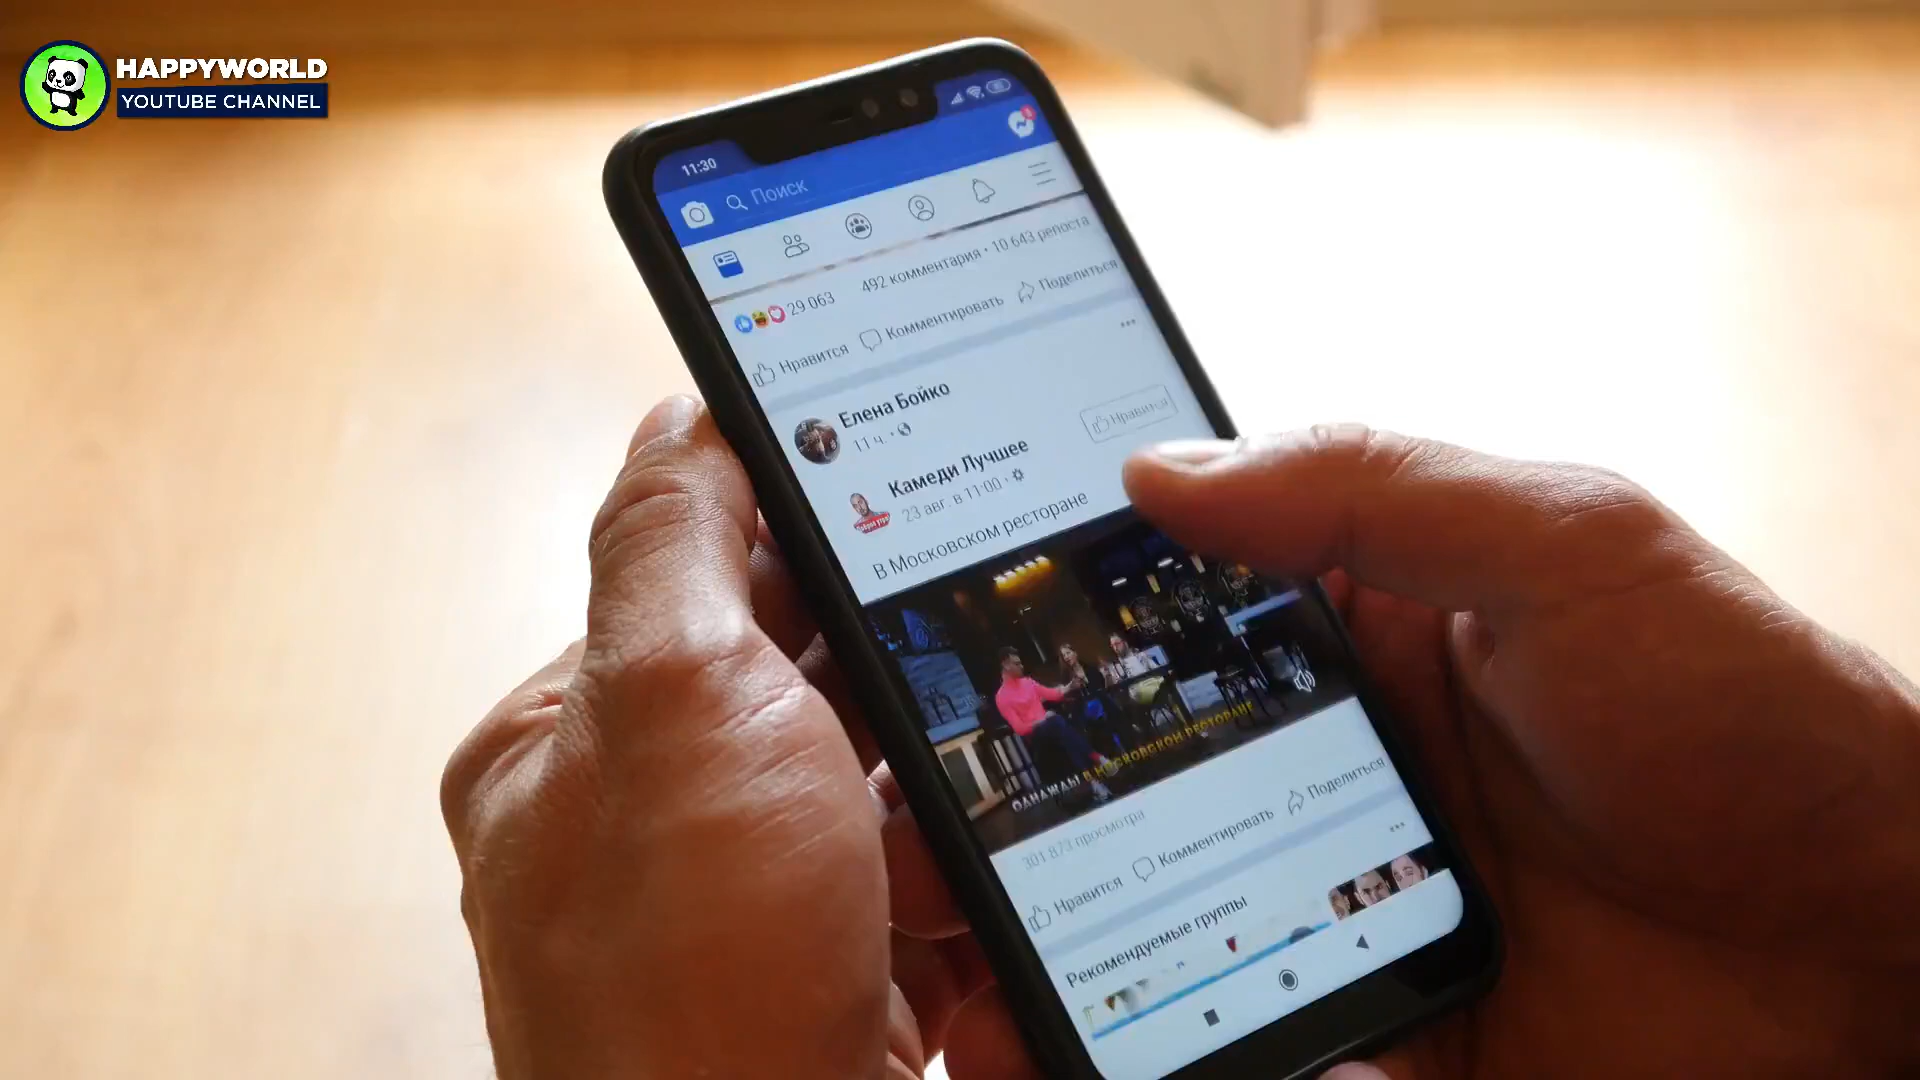 HAPPYWORLD
YOUTUBE CHANNEL
11:30
Поиск
29 063
492 комментария • 10 643 репоста
Нравится
Комментировать
Поделиться
Елена Бойко
11 ч. •
Нравится
Камеди Лучшее
23 авг. в 11:00 •
В Московском ресторане
ОДНАЖДЫ В МОСКОВСКОМ РЕСТОРАНЕ
301 873 просмотра
Нравится
Комментировать
Поделиться
Рекомендуемые группы